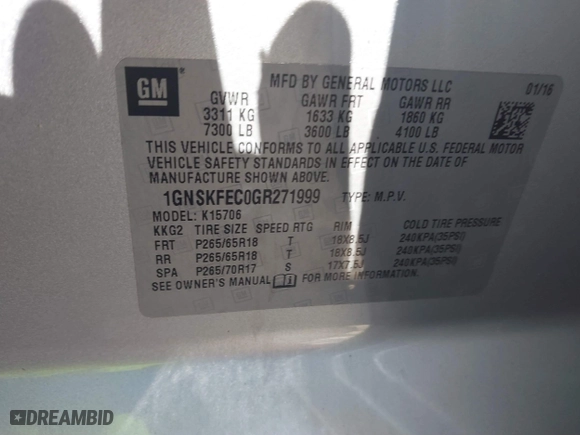 GM
MFD BY GENERAL MOTORS LLC 01/16
GVWR GAWR FRT GAWR RR
3311 KG 1633 KG 1860 KG
7300 LB 3600 LB 4100 LB
THIS VEHICLE CONFORMS TO ALL APPLICABLE U.S. FEDERAL MOTOR
VEHICLE SAFETY STANDARDS IN EFFECT ON THE DATE OF
MANUFACTURE SHOWN ABOVE.
1GNSKFEC0GR271999 TYPE: M.P.V.
MODEL: K15706
KKG2 TIRE SIZE SPEED RTG RIM COLD TIRE PRESSURE
FRT P265/65R18 T 18X8.5J 240KPA(35PSI)
RR P265/65R18 T 18X8.5J 240KPA(35PSI)
SPA P265/70R17 S 17X7.5J 240KPA(35PSI)
SEE OWNER'S MANUAL FOR MORE INFORMATION.
DREAMBID